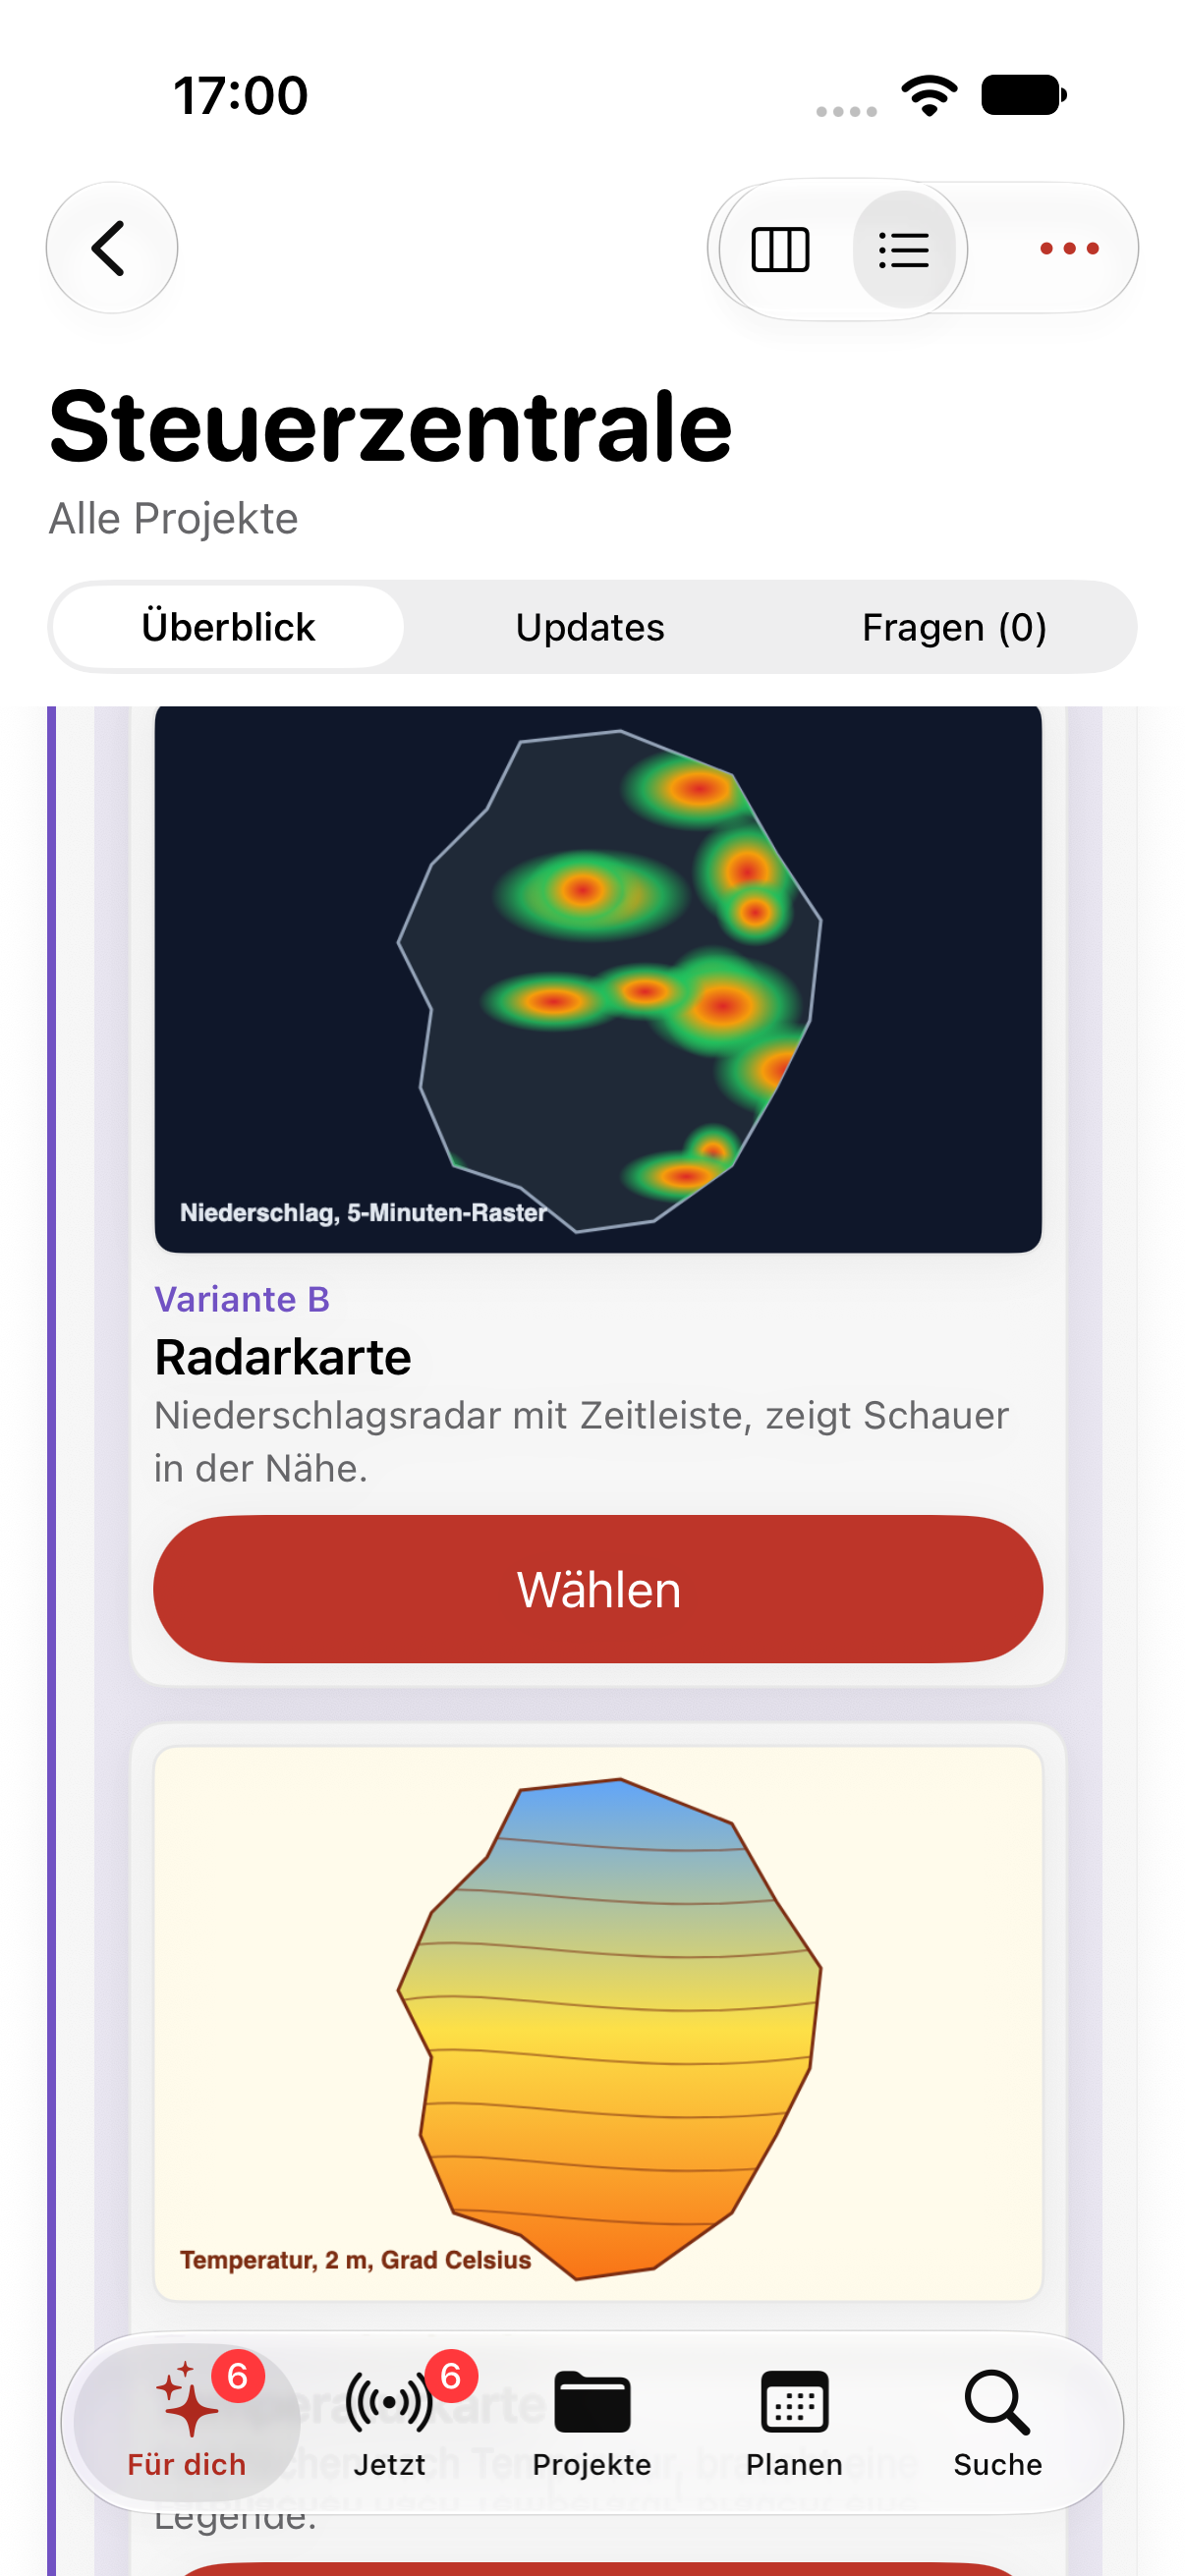 17:00
Steuerzentrale
Alle Projekte
Überblick
Updates
Fragen (0)
Niederschlag, 5-Minuten-Raster
Variante B
Radarkarte
Niederschlagsradar mit Zeitleiste, zeigt Schauer
in der Nähe.
Wählen
Temperatur, 2 m, Grad Celsius
Legende.
6
6
Für dich
Jetzt
Projekte
Planen
Suche